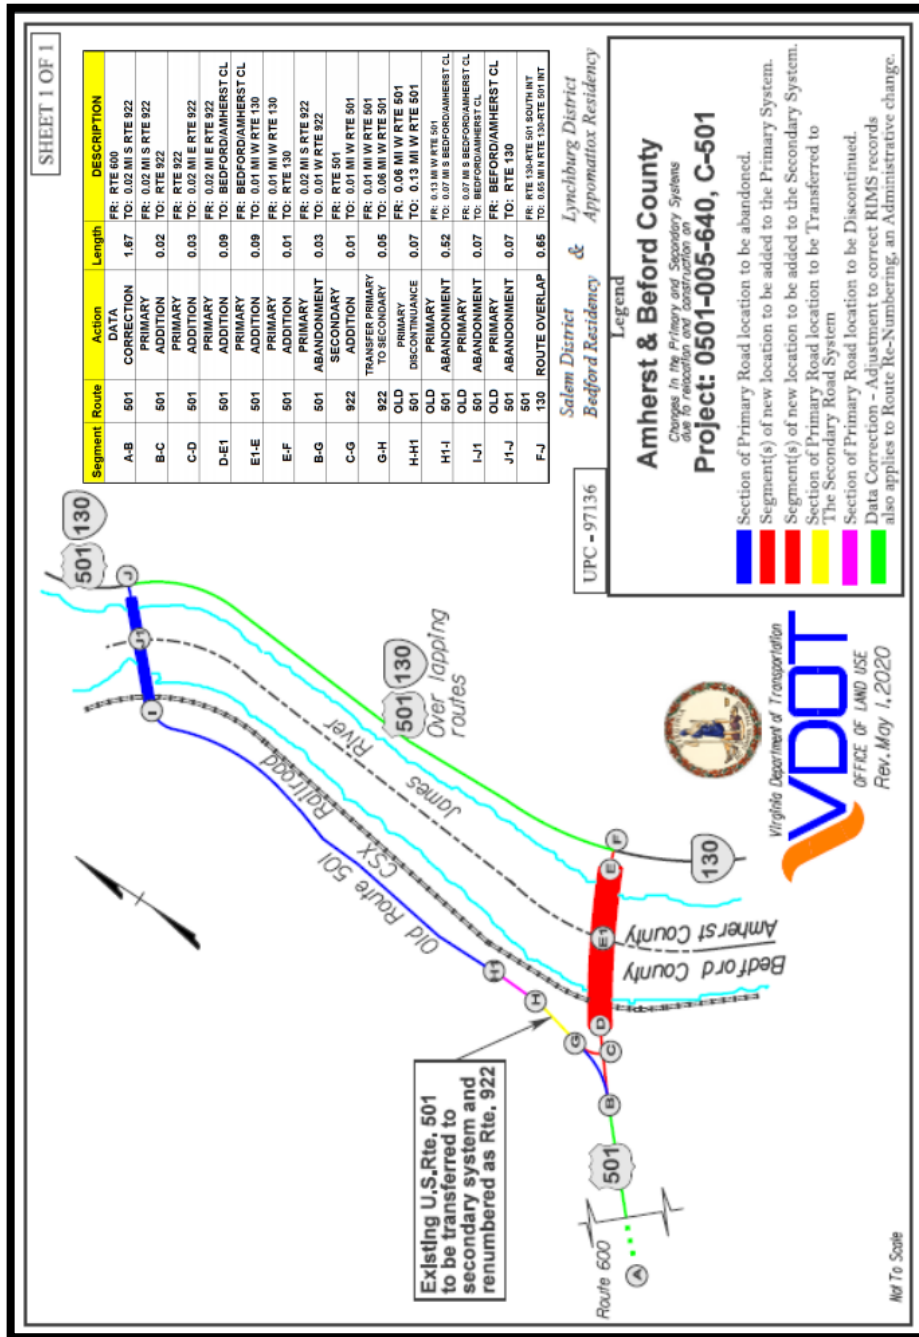 SHEET 1 OF 1
Segment Route Action Length DESCRIPTION
A-B 501 DATA CORRECTION 1.67 FR: RTE 600 TO: 0.02 MI S RTE 922
B-C 501 PRIMARY ADDITION 0.02 FR: 0.02 MI S RTE 922 TO: RTE 922
C-D 501 PRIMARY ADDITION 0.03 FR: RTE 922 TO: 0.02 MI E RTE 922
D-E1 501 PRIMARY ADDITION 0.09 FR: 0.02 MI E RTE 922 TO: BEDFORD/AMHERST CL
E1-E 501 PRIMARY ADDITION 0.09 FR: BEDFORD/AMHERST CL TO: 0.01 MI W RTE 130
E-F 501 PRIMARY ADDITION 0.01 FR: 0.01 MI W RTE 130 TO: RTE 130
B-G 501 PRIMARY ABANDONMENT 0.03 FR: 0.02 MI S RTE 922 TO: 0.01 W RTE 922
C-G 922 SECONDARY ADDITION 0.01 FR: RTE 501 TO: 0.01 MI W RTE 501
G-H 922 TRANSFER PRIMARY TO SECONDARY 0.05 FR: 0.01 MI W RTE 501 TO: 0.06 MI W RTE 501
H-H1 OLD 501 PRIMARY DISCONTINUANCE 0.07 FR: 0.06 MI W RTE 501 TO: 0.13 MI W RTE 501
H1-I OLD 501 PRIMARY ABANDONMENT 0.52 FR: 0.13 MI W RTE 501 TO: 0.07 MI S BEDFORD/AMHERST CL
I-J1 OLD 501 PRIMARY ABANDONMENT 0.07 FR: 0.07 MI S BEDFORD/AMHERST CL TO: BEDFORD/AMHERST CL
J1-J OLD 501 PRIMARY ABANDONMENT 0.07 FR: BEFORD/AMHERST CL TO: RTE 130
F-J 501 130 ROUTE OVERLAP 0.65 FR: RTE 130-RTE 501 SOUTH INT TO: 0.65 MI N RTE 130-RTE 501 INT
Salem District & Lynchburg District
Bedford Residency Appomattox Residency
UPC - 97136
Legend
Amherst & Beford County
Changes in the Primary and Secondary Systems
due to relocation and construction on
Project: 0501-005-640, C-501
Section of Primary Road location to be abandoned.
Segment(s) of new location to be added to the Primary System.
Segment(s) of new location to be added to the Secondary System.
Section of Primary Road location to be Transferred to
The Secondary Road System
Section of Primary Road location to be Discontinued.
Data Correction - Adjustment to correct RIMS records
also applies to Route Re-Numbering, an Administrative change.
501 130
J
J1
I
501 130
Over lapping
routes
River
James
Railroad
CSX
Old Route 501
H1
H
G
D
C
B
E1
E
F
130
Amherst County
Bedford County
Existing U.S.Rte. 501
to be transferred to
secondary system and
renumbered as Rte. 922
501
Route 600
A
Virginia Department of Transportation
VDOT
OFFICE OF LAND USE
Rev. May 1, 2020
Not To Scale